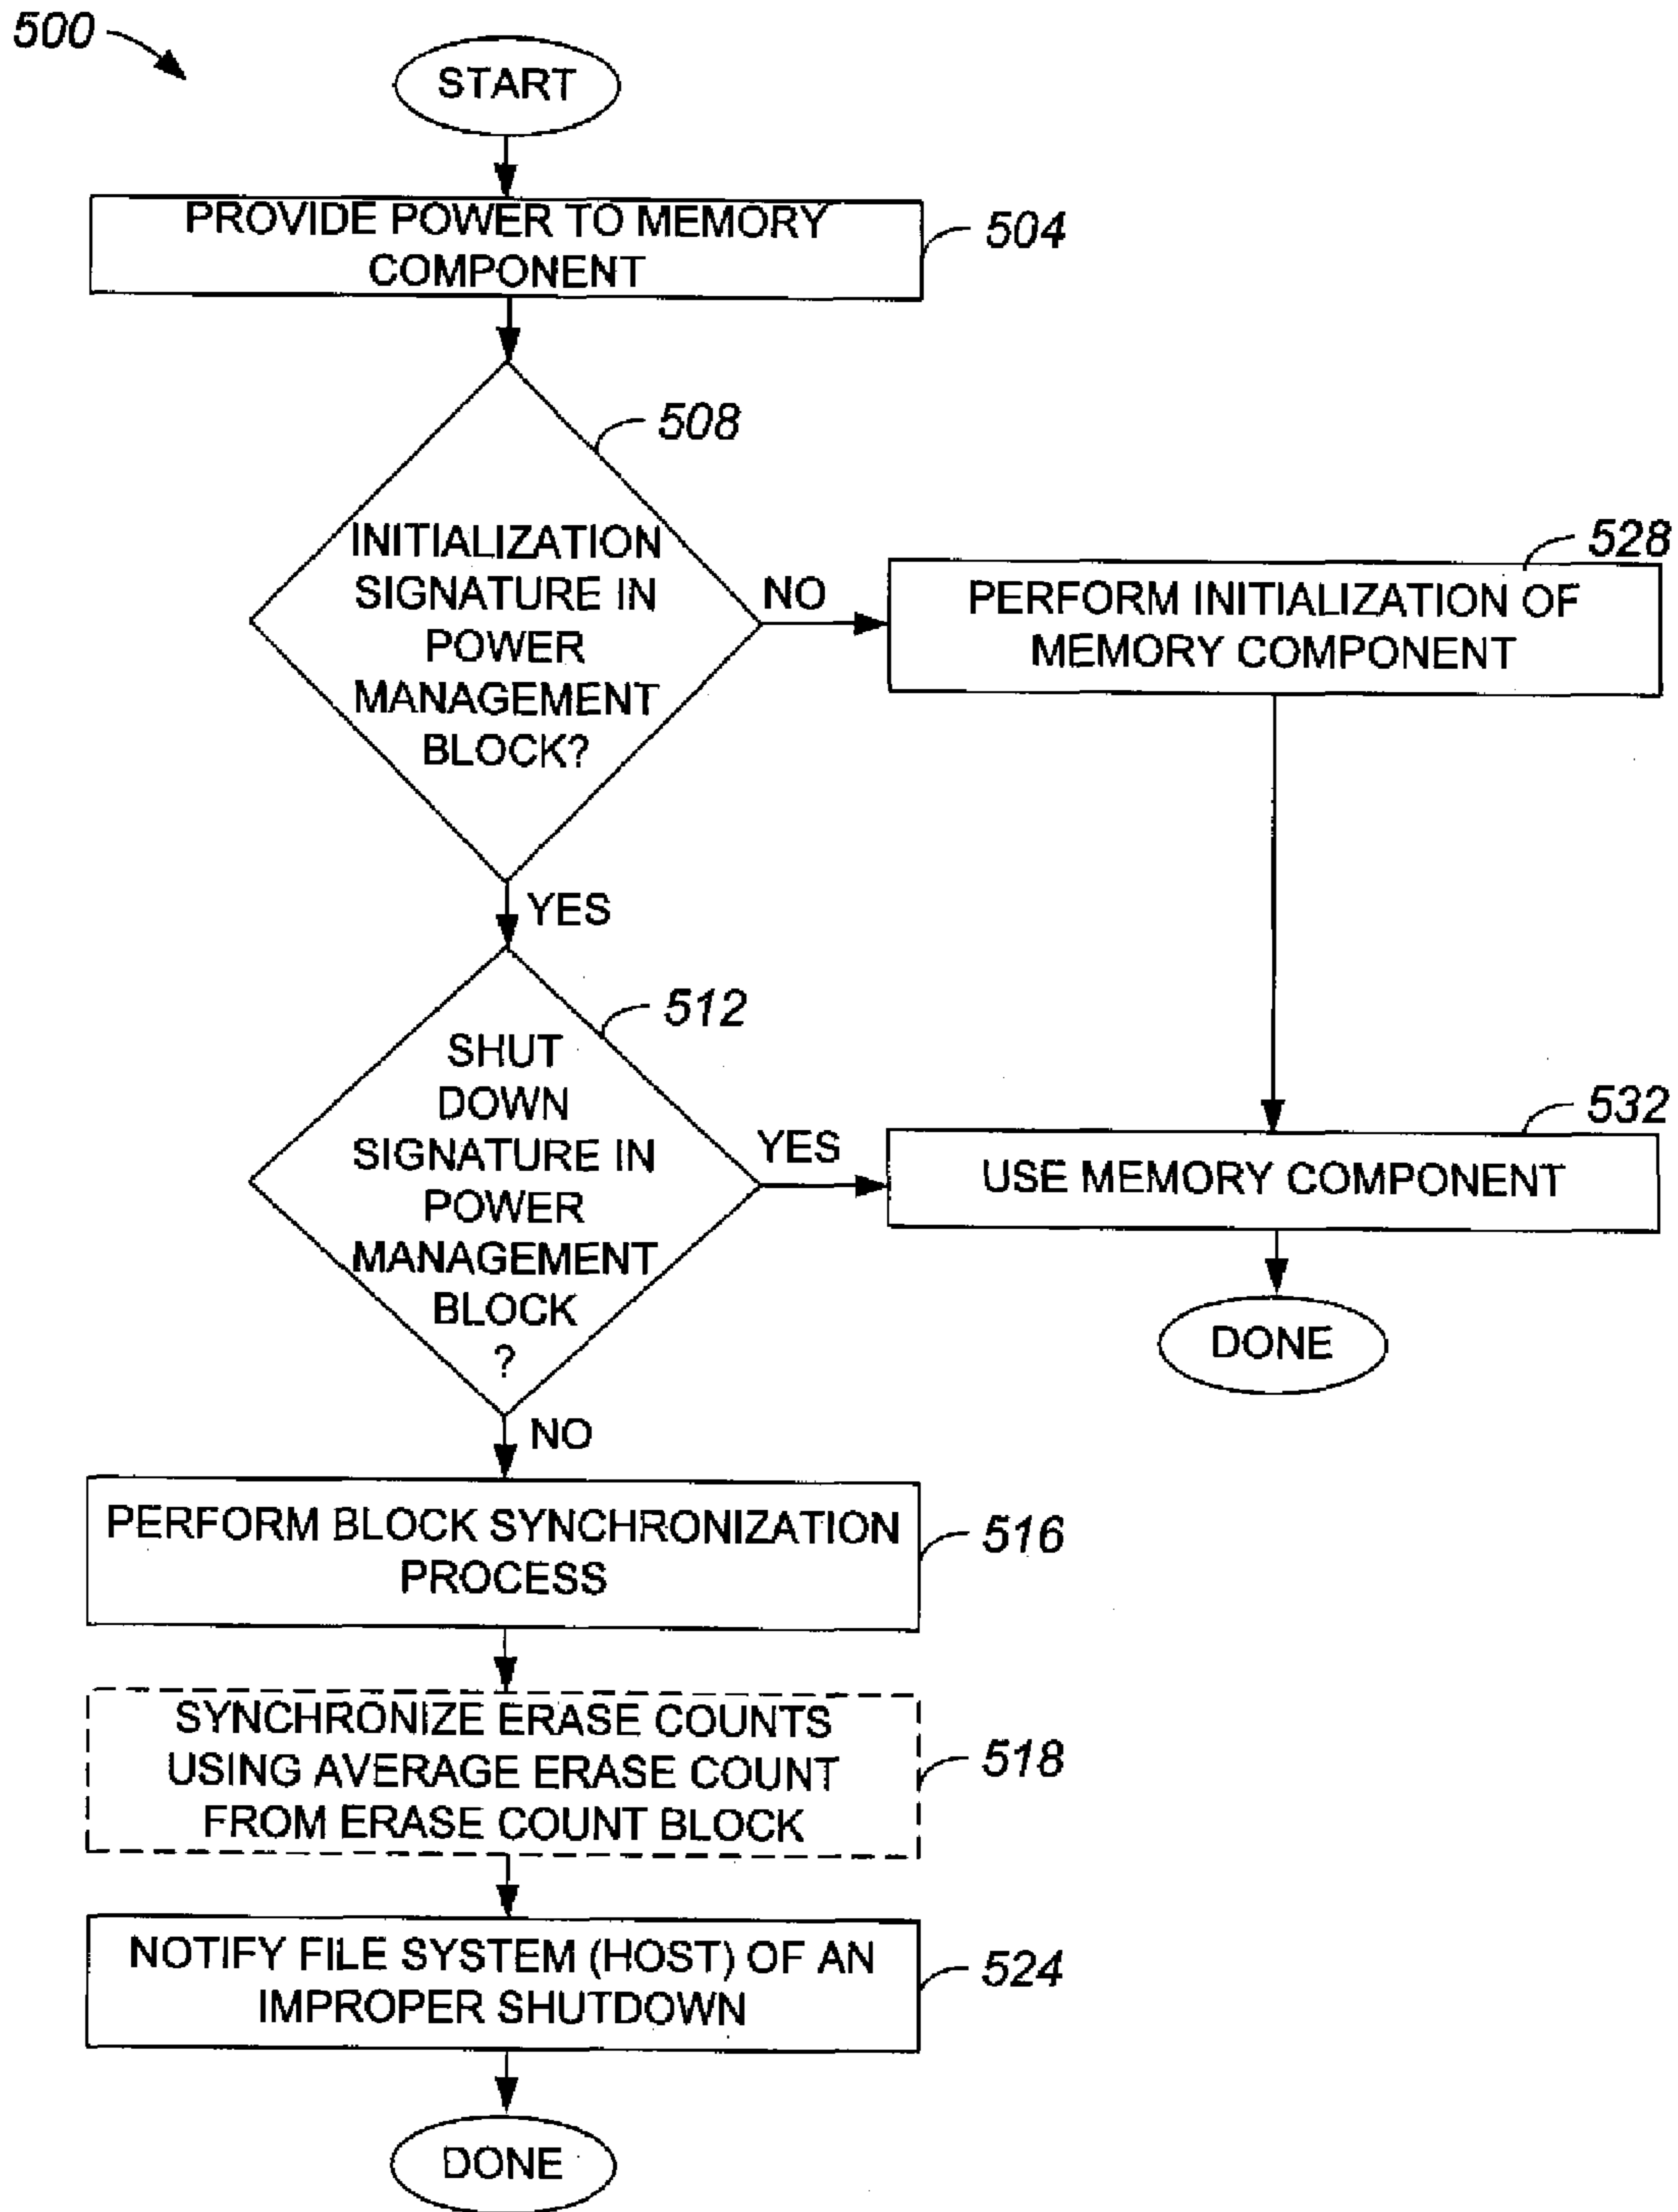 500
START
PROVIDE POWER TO MEMORY
COMPONENT
504
508
INITIALIZATION
SIGNATURE IN
POWER
MANAGEMENT
BLOCK?
NO
528
PERFORM INITIALIZATION OF
MEMORY COMPONENT
YES
512
SHUT
DOWN
SIGNATURE IN
POWER
MANAGEMENT
BLOCK
?
YES
532
USE MEMORY COMPONENT
DONE
NO
PERFORM BLOCK SYNCHRONIZATION
PROCESS
516
SYNCHRONIZE ERASE COUNTS
USING AVERAGE ERASE COUNT
FROM ERASE COUNT BLOCK
518
NOTIFY FILE SYSTEM (HOST) OF AN
IMPROPER SHUTDOWN
524
DONE